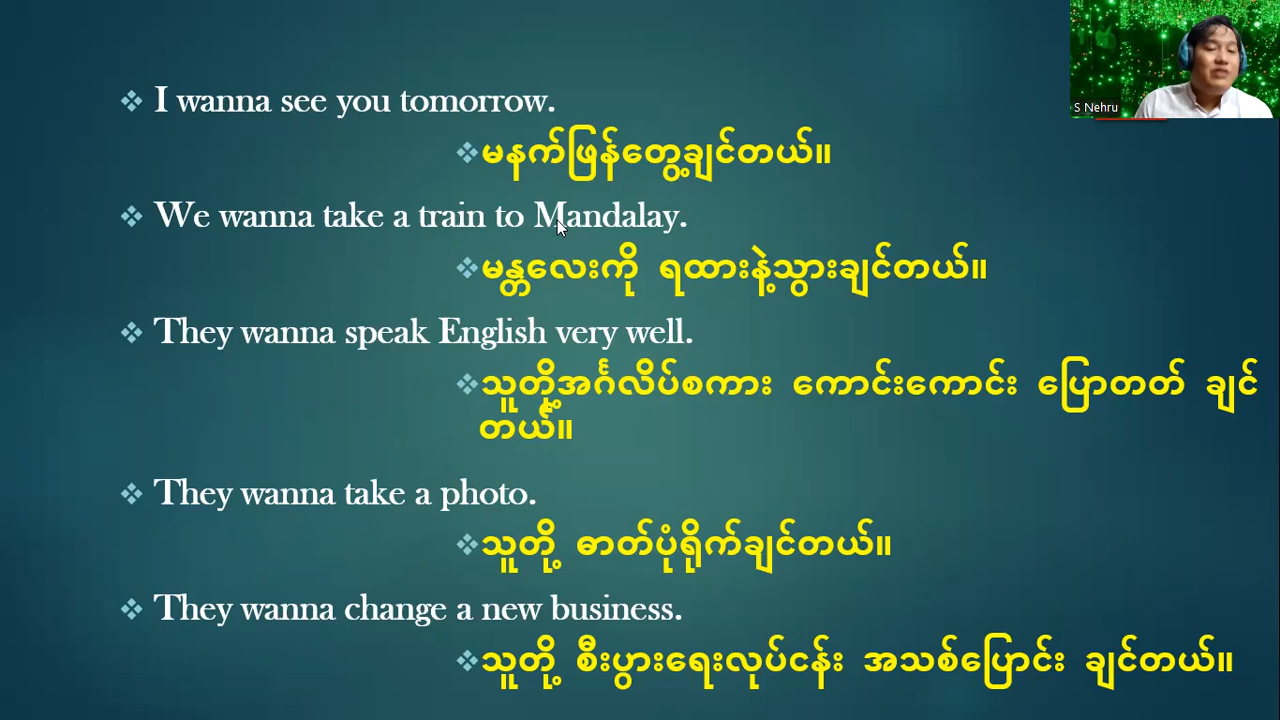 S Nehru
I wanna see you tomorrow.
မနက်ဖြန်တွေ့ချင်တယ်။
We wanna take a train to Mandalay.
မန္တလေးကို ရထားနဲ့သွားချင်တယ်။
They wanna speak English very well.
သူတို့အင်္ဂလိပ်စကား ကောင်းကောင်း ပြောတတ် ချင်
တယ်။
They wanna take a photo.
သူတို့ ဓာတ်ပုံရိုက်ချင်တယ်။
They wanna change a new business.
သူတို့ စီးပွားရေးလုပ်ငန်း အသစ်ပြောင်း ချင်တယ်။